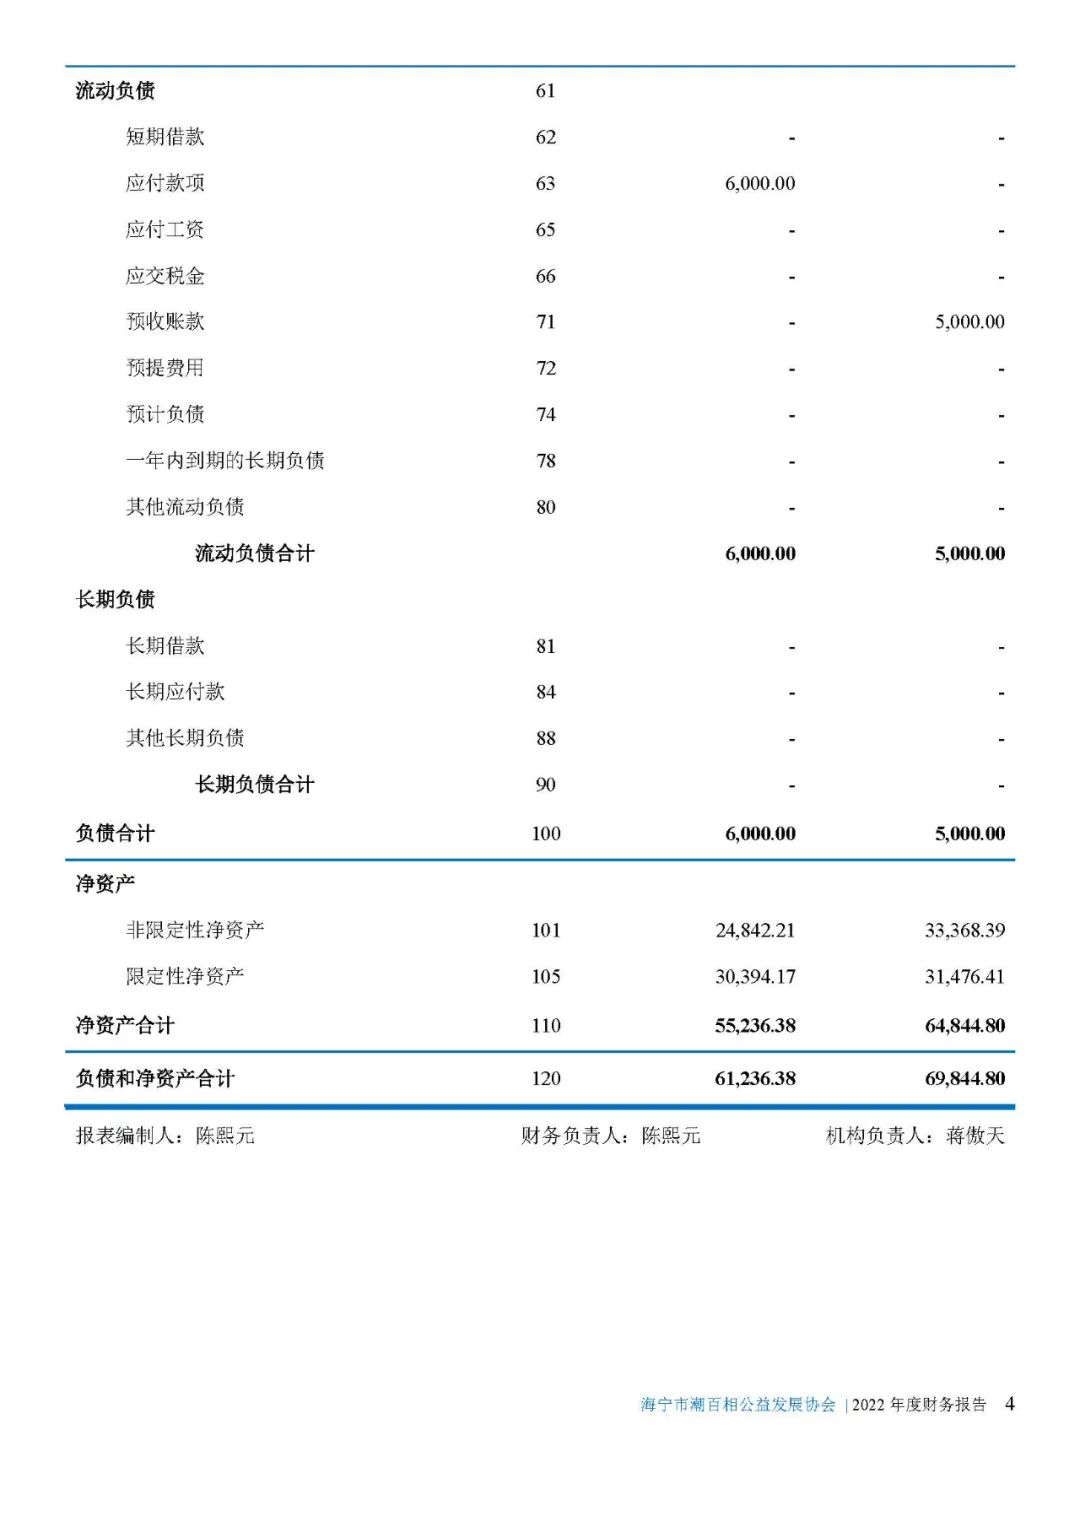 流动负债 61
短期借款 62 - -
应付款项 63 6,000.00 -
应付工资 65 - -
应交税金 66 - -
预收账款 71 - 5,000.00
预提费用 72 - -
预计负债 74 - -
一年内到期的长期负债 78 - -
其他流动负债 80 - -
流动负债合计 6,000.00 5,000.00
长期负债
长期借款 81 - -
长期应付款 84 - -
其他长期负债 88 - -
长期负债合计 90 - -
负债合计 100 6,000.00 5,000.00
净资产
非限定性净资产 101 24,842.21 33,368.39
限定性净资产 105 30,394.17 31,476.41
净资产合计 110 55,236.38 64,844.80
负债和净资产合计 120 61,236.38 69,844.80
报表编制人：陈熙元 财务负责人：陈熙元 机构负责人：蒋傲天
海宁市潮百相公益发展协会 | 2022 年度财务报告 4